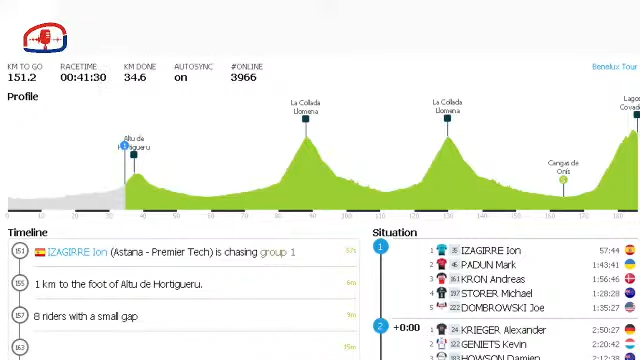 KM TO GO RACETIME KM DONE AUTOSYNC #ONLINE
151.2 00:41:30 34.6 on 3966
Benelux Tour
Profile
La Collada
Llomena
La Collada
Llomena
Lagos
Covado
Altu de
Hortigueru
1
Cangas de
Onís
S
0 10 20 30 40 50 60 70 80 90 100 110 120 130 140 150 160 170 180
Timeline
151 IZAGIRRE Ion (Astana - Premier Tech) is chasing group 1
155 1 km to the foot of Altu de Hortigueru. 6m
157 8 riders with a small gap 9m
163 15m
Situation
1
1 35 IZAGIRRE Ion 57:44
2 46 PADUN Mark 1:43:41
3 161 KRON Andreas 1:56:46
4 197 STORER Michael 1:28:28
5 222 DOMBROWSKI Joe 1:35:27
2 +0:00
1 24 KRIEGER Alexander 2:50:27
2 122 GENIETS Kevin 2:20:42
HOWSON Damien 2:12:38